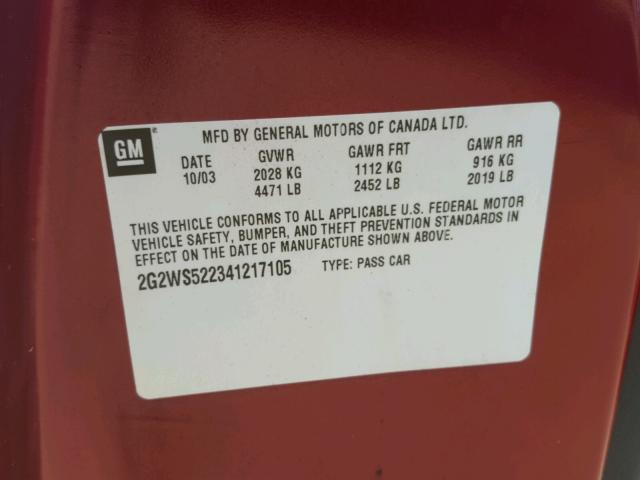 GM
MFD BY GENERAL MOTORS OF CANADA LTD.
DATE GVWR GAWR FRT GAWR RR
10/03 2028 KG 1112 KG 916 KG
4471 LB 2452 LB 2019 LB
THIS VEHICLE CONFORMS TO ALL APPLICABLE U.S. FEDERAL MOTOR
VEHICLE SAFETY, BUMPER, AND THEFT PREVENTION STANDARDS IN
EFFECT ON THE DATE OF MANUFACTURE SHOWN ABOVE.
2G2WS522341217105 TYPE: PASS CAR